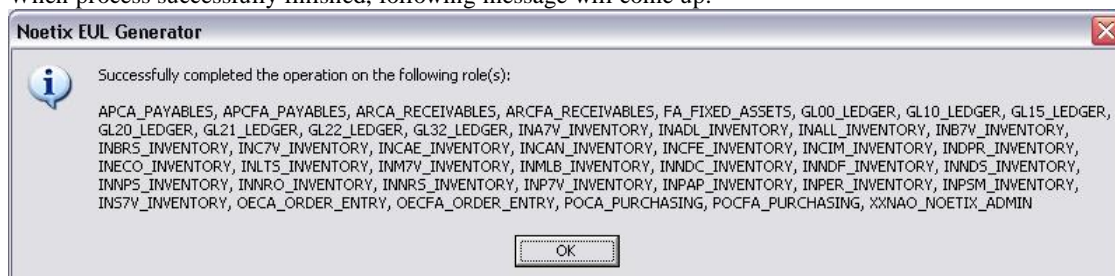 When process successfully finished, following message will come up:
Noetix EUL Generator
Successfully completed the operation on the following role(s):
APCA_PAYABLES, APCFA_PAYABLES, ARCA_RECEIVABLES, ARCFA_RECEIVABLES, FA_FIXED_ASSETS, GL00_LEDGER, GL10_LEDGER, GL15_LEDGER,
GL20_LEDGER, GL21_LEDGER, GL22_LEDGER, GL32_LEDGER, INA7V_INVENTORY, INADL_INVENTORY, INALL_INVENTORY, INB7V_INVENTORY,
INBRS_INVENTORY, INC7V_INVENTORY, INCAE_INVENTORY, INCAN_INVENTORY, INCFE_INVENTORY, INCIM_INVENTORY, INDPR_INVENTORY,
INECO_INVENTORY, INLTS_INVENTORY, INM7V_INVENTORY, INMLB_INVENTORY, INNDC_INVENTORY, INNDF_INVENTORY, INNDS_INVENTORY,
INNPS_INVENTORY, INNRO_INVENTORY, INNRS_INVENTORY, INP7V_INVENTORY, INPAP_INVENTORY, INPER_INVENTORY, INPSM_INVENTORY,
INS7V_INVENTORY, OECA_ORDER_ENTRY, OECFA_ORDER_ENTRY, POCA_PURCHASING, POCFA_PURCHASING, XXNAO_NOETIX_ADMIN
OK